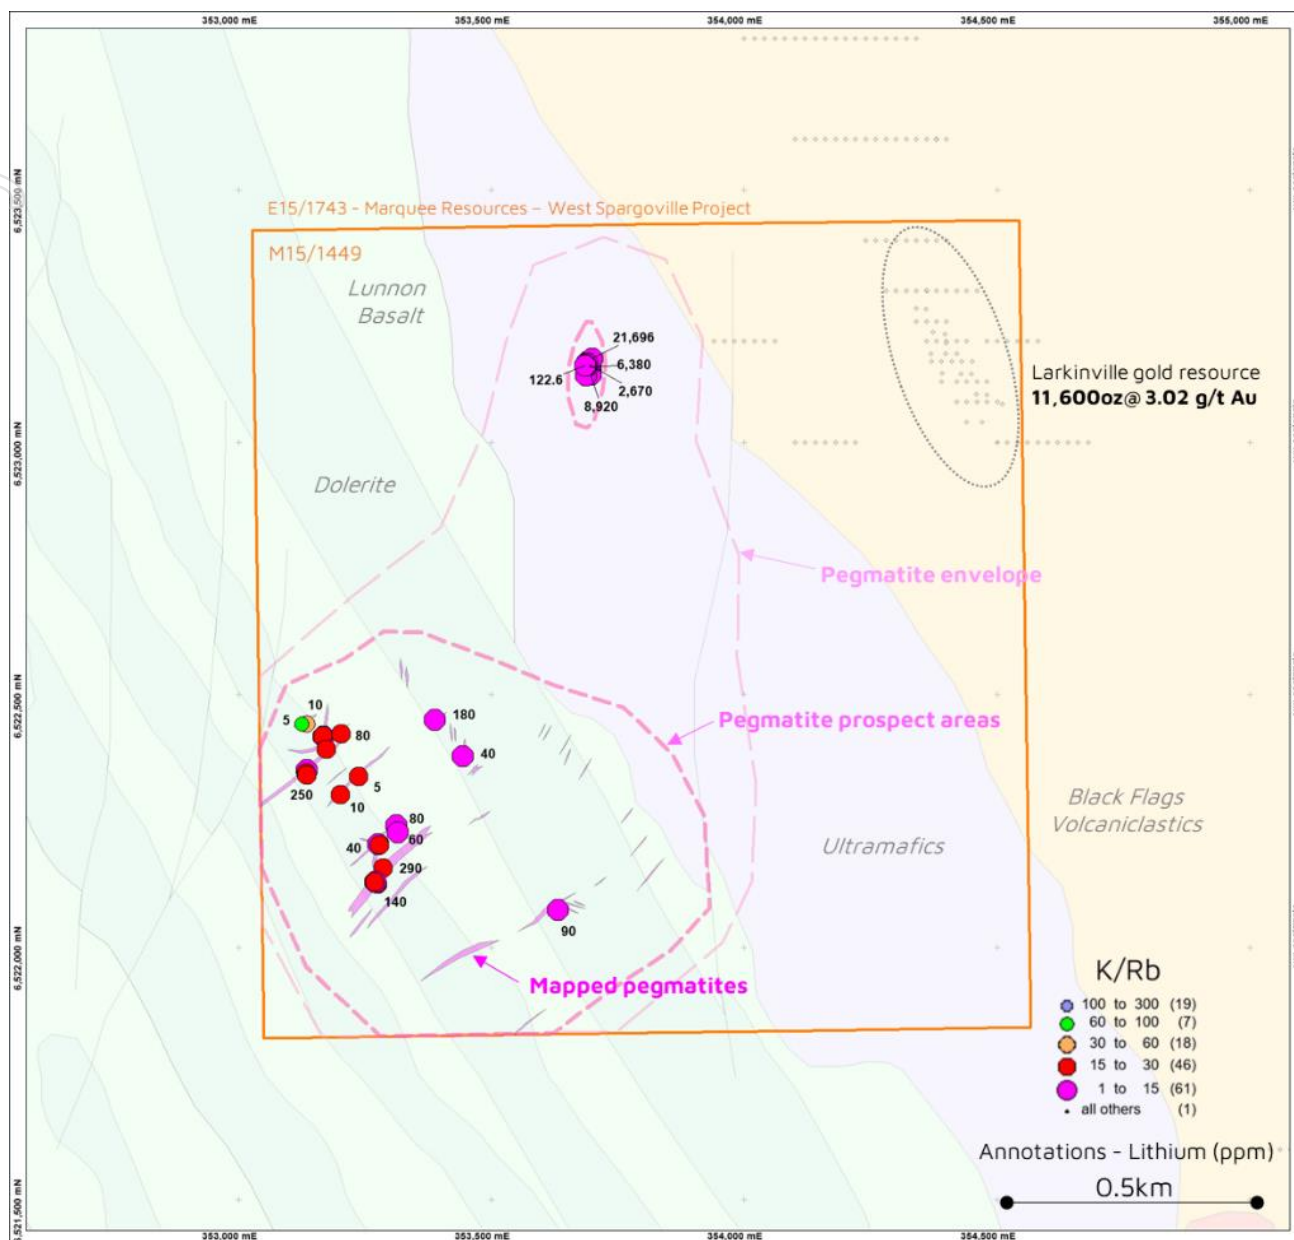 353,000 mE
353,500 mE
354,000 mE
354,500 mE
355,000 mE
6,523,500 mN
E15/1743 - Marquee Resources – West Spargoville Project
M15/1449
Lunnon
Basalt
21,696
6,380
122.6
2,670
8,920
Larkinville gold resource
11,600oz@ 3.02 g/t Au
6,523,000 mN
Dolerite
Pegmatite envelope
6,522,500 mN
10
5
180
Pegmatite prospect areas
80
40
250
5
10
Black Flags
Volcaniclastics
80
60
40
Ultramafics
290
140
90
6,522,000 mN
Mapped pegmatites
K/Rb
100 to 300 (19)
60 to 100 (7)
30 to 60 (18)
15 to 30 (46)
1 to 15 (61)
all others (1)
Annotations - Lithium (ppm)
0.5km
6,521,500 mN
353,000 mE
353,500 mE
354,000 mE
354,500 mE
355,000 mE